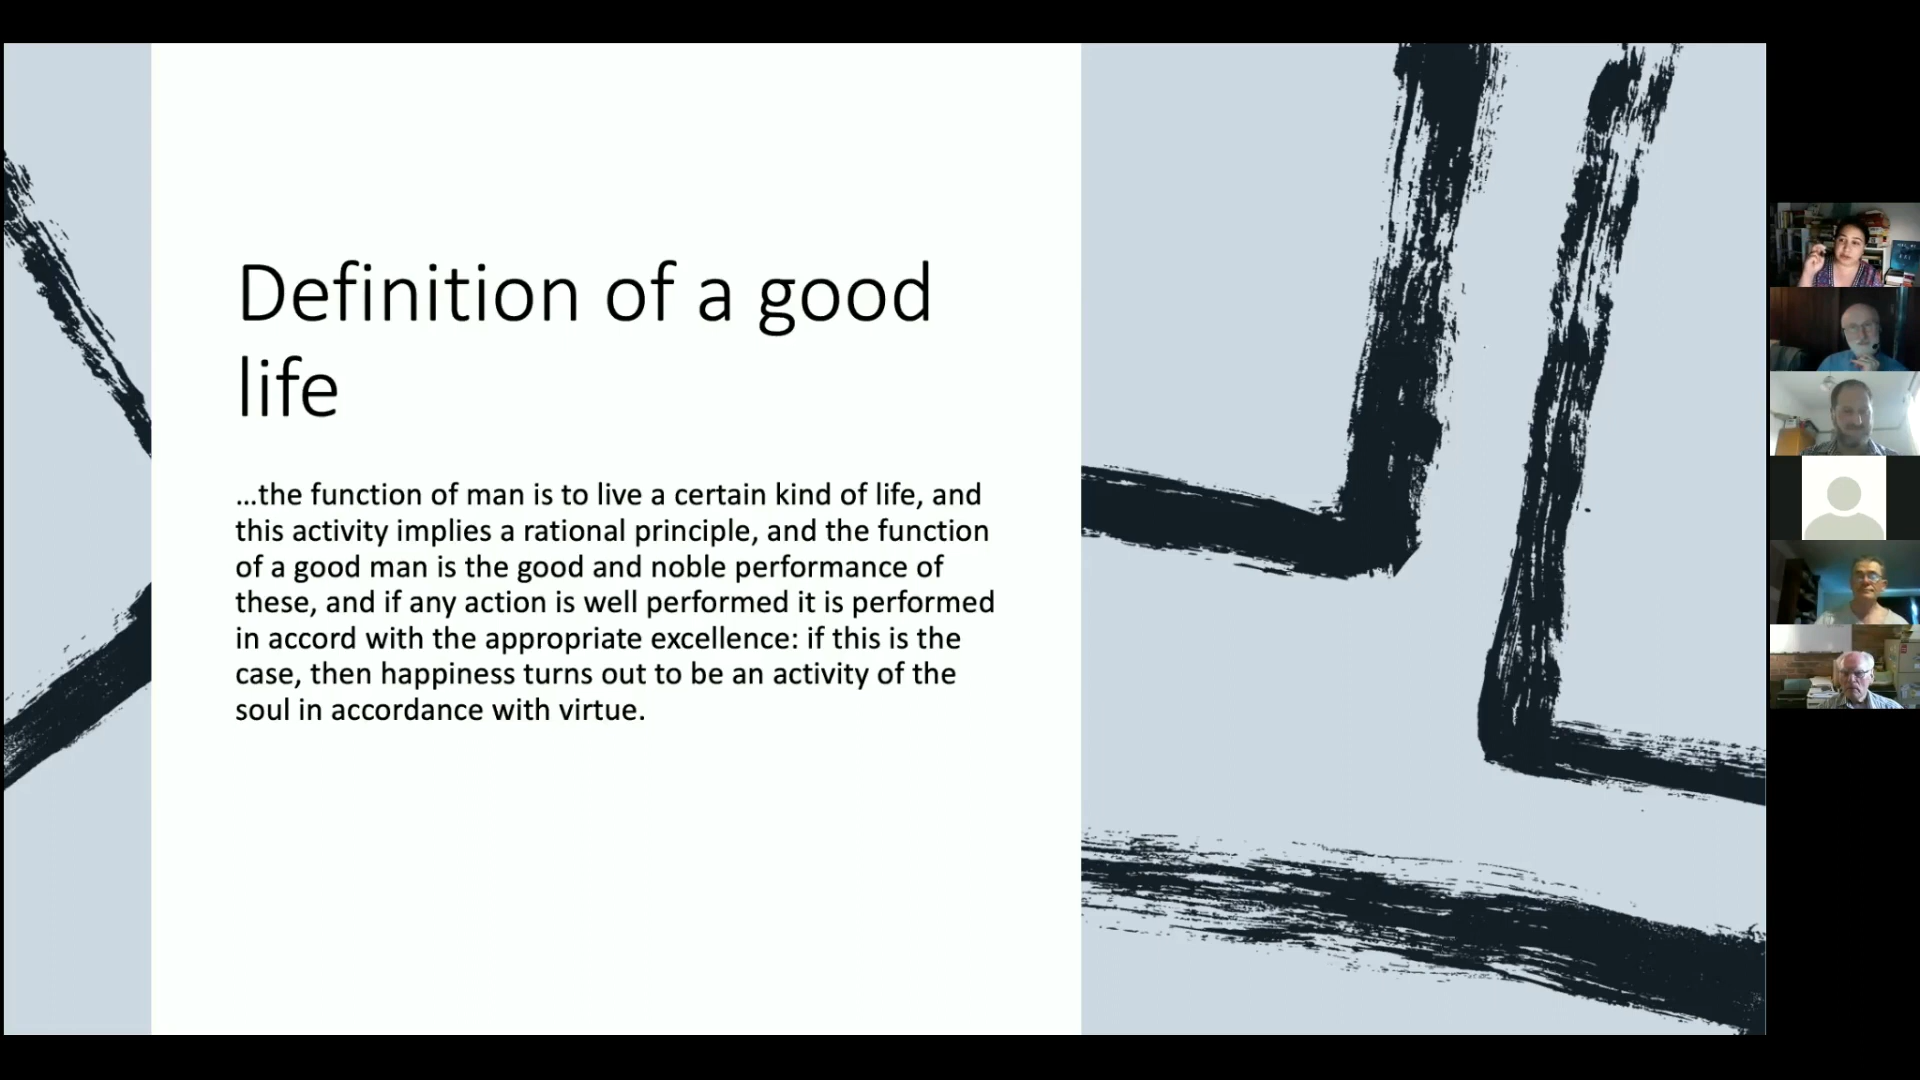 Definition of a good
life
...the function of man is to live a certain kind of life, and
this activity implies a rational principle, and the function
of a good man is the good and noble performance of
these, and if any action is well performed it is performed
in accord with the appropriate excellence: if this is the
case, then happiness turns out to be an activity of the
soul in accordance with virtue.